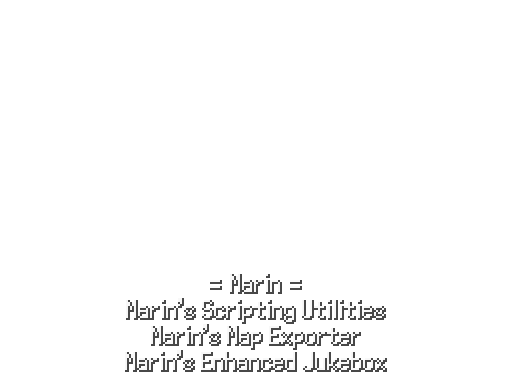 = Marin =
Marin's Scripting Utilities
Marin's Map Exporter
Marin's Enhanced Jukebox